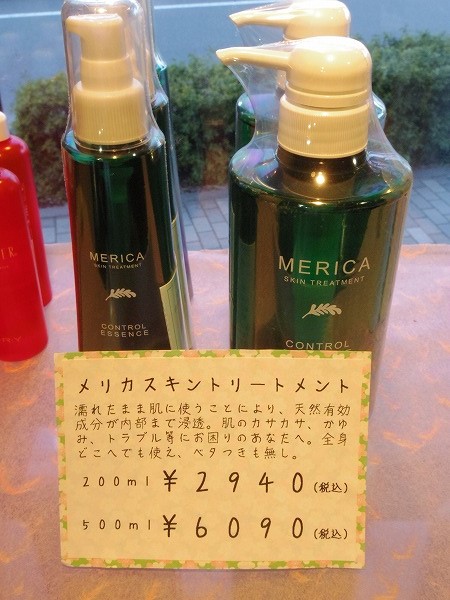 MERICA
SKIN TREATMENT
CONTROL
ESSENCE
MERICA
SKIN TREATMENT
CONTROL
メリカスキントリートメント
濡れたまま肌に使うことにより、天然有効
成分が内部まで浸透。肌のカサカサ、かゆ
み、トラブル等にお困りのあなたへ。全身
どこへでも使え、ベタつきも無し。
200ml ¥2940(税込)
500ml ¥6090(税込)